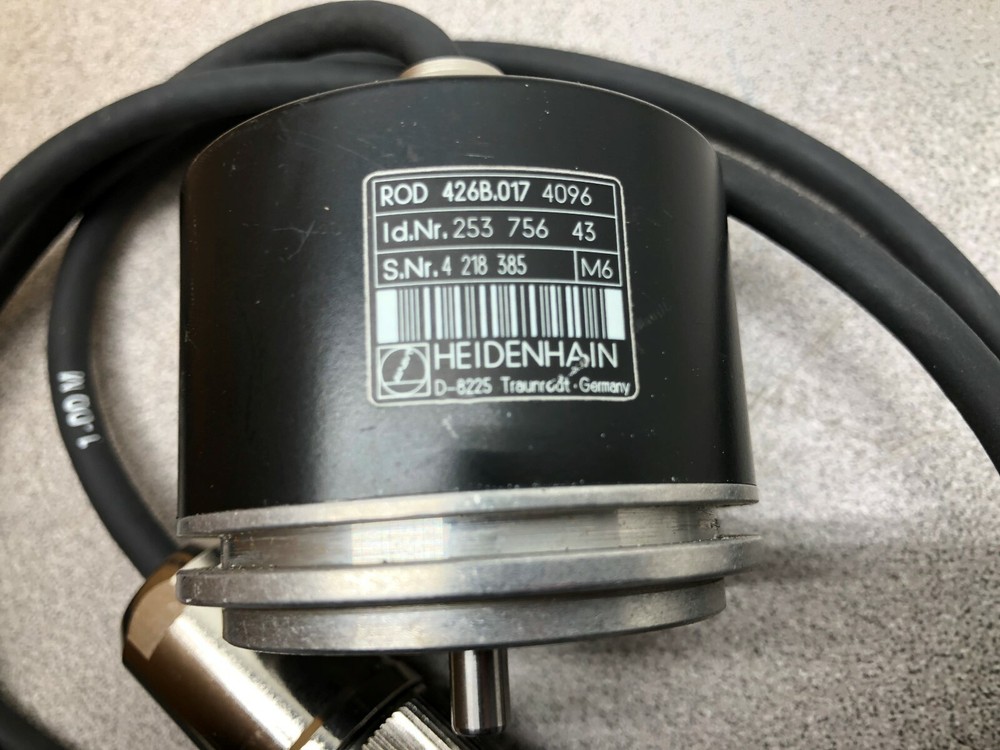 ROD 426B.017 4096
Id.Nr. 253 756 43
S.Nr. 4 218 385 M6
HEIDENHAIN
D-8225 Traunreut · Germany
1.00 M